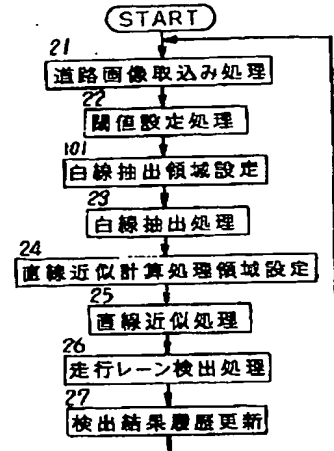 START
21
道路画像取込み処理
22
閾値設定処理
101
白線抽出領域設定
23
白線抽出処理
24
直線近似計算処理領域設定
25
直線近似処理
26
走行レーン検出処理
27
検出結果履歴更新